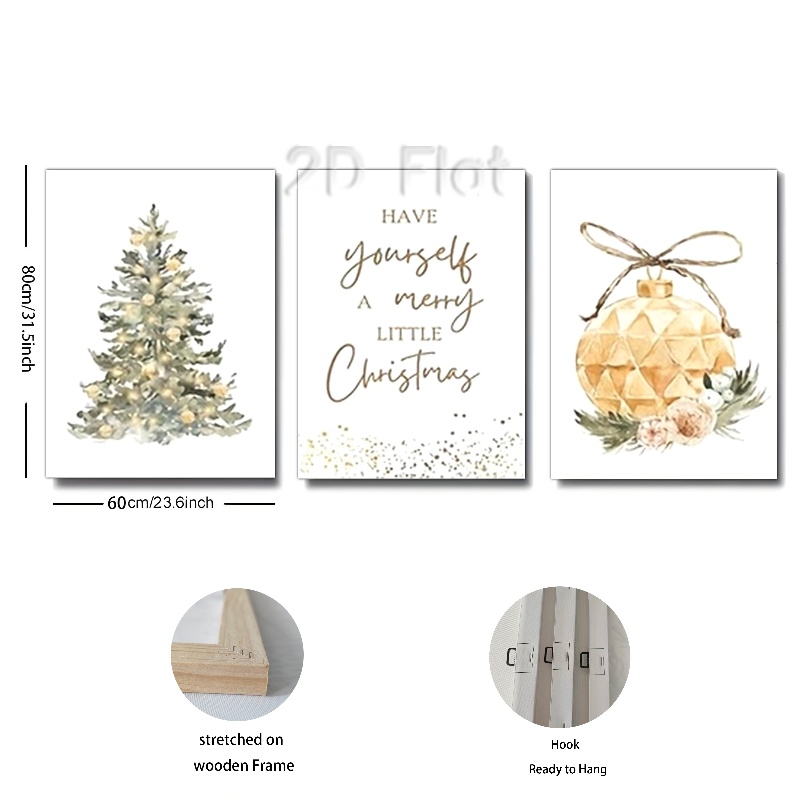 2D Flat
HAVE
yourself
A merry
LITTLE
Christmas
80cm/31.5inch
60cm/23.6inch
stretched on
wooden Frame
Hook
Ready to Hang